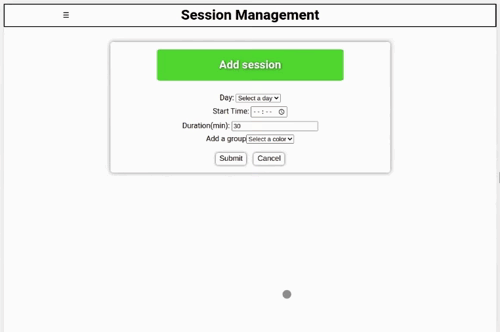 ☰ Session Management
Add session
Day: Select a day
Start Time: --:--
Duration(min): 30
Add a group Select a color
Submit Cancel